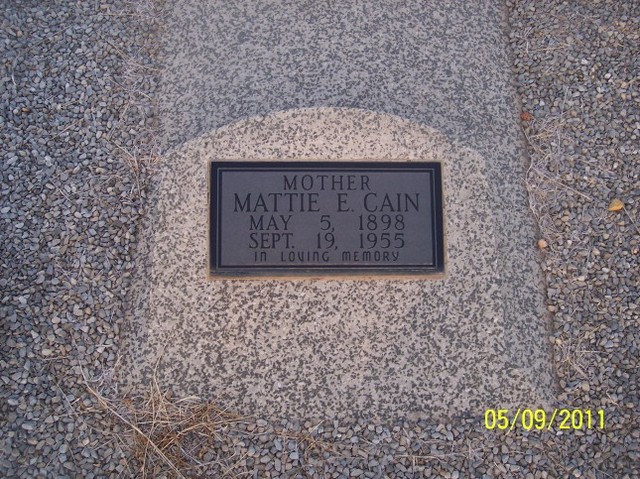 MOTHER
MATTIE E. CAIN
MAY 5, 1898
SEPT. 19, 1955
IN LOVING MEMORY
05/09/2011